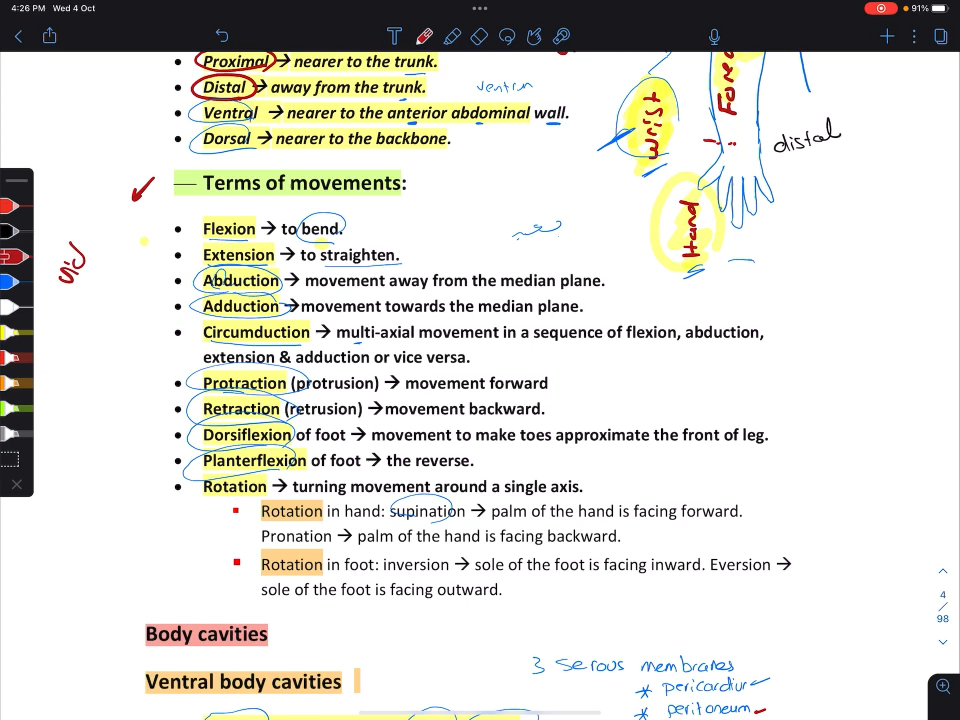 4:26 PM Wed 4 Oct
91%
• Proximal → nearer to the trunk.
• Distal → away from the trunk.
• Ventral → nearer to the anterior abdominal wall.
• Dorsal → nearer to the backbone.
wrist
Hand
distal
Terms of movements:
• Flexion → to bend.
• Extension → to straighten.
• Abduction → movement away from the median plane.
• Adduction → movement towards the median plane.
• Circumduction → multi-axial movement in a sequence of flexion, abduction,
extension & adduction or vice versa.
• Protraction (protrusion) → movement forward
• Retraction (retrusion) → movement backward.
• Dorsiflexion of foot → movement to make toes approximate the front of leg.
• Planterflexion of foot → the reverse.
• Rotation → turning movement around a single axis.
▪ Rotation in hand: supination → palm of the hand is facing forward.
Pronation → palm of the hand is facing backward.
▪ Rotation in foot: inversion → sole of the foot is facing inward. Eversion →
sole of the foot is facing outward.
4
/
98
Body cavities
3 serous membranes
Ventral body cavities
* pericardium
* peritoneum